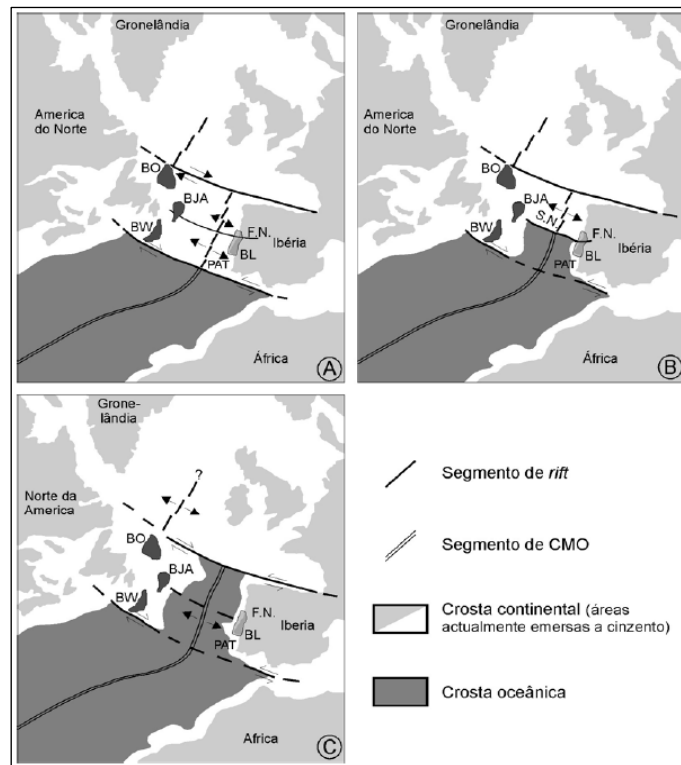 Gronelândia
America
do Norte
BO
BJA
BW
F.N.
BL
PAT
Ibéria
África
A
Gronelândia
America
do Norte
BO
BJA
S.N.
BW
F.N.
BL
PAT
Ibéria
África
B
Grone-
lândia
Norte da
America
?
BO
BJA
BW
F.N.
BL
PAT
Iberia
Africa
C
Segmento de rift
Segmento de CMO
Crosta continental (áreas
actualmente emersas a cinzento)
Crosta oceânica